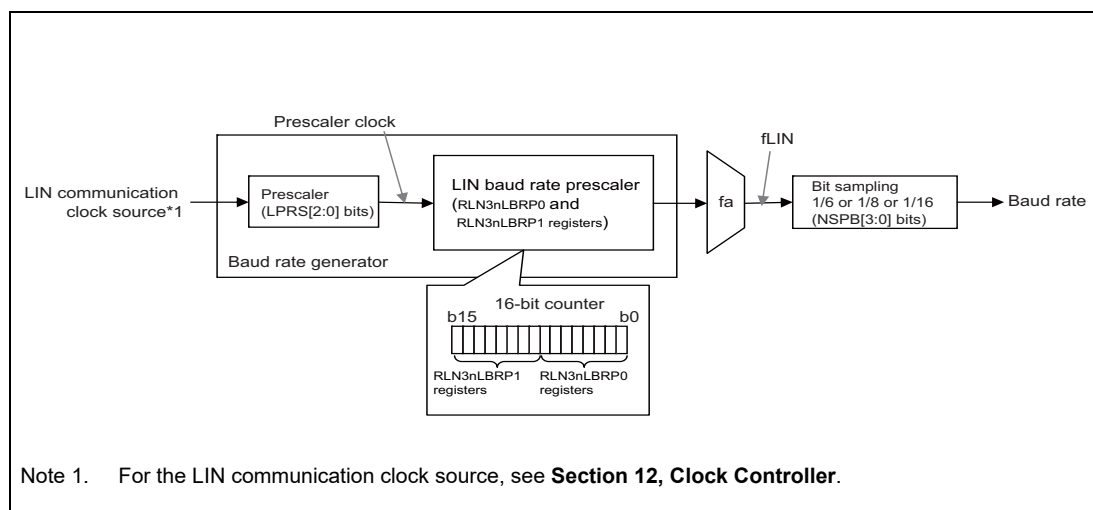 Prescaler clock
fLIN
LIN communication
clock source*1
Prescaler
(LPRS[2:0] bits)
LIN baud rate prescaler
(RLN3nLBRP0 and
RLN3nLBRP1 registers)
fa
Bit sampling
1/6 or 1/8 or 1/16
(NSPB[3:0] bits)
Baud rate
Baud rate generator
16-bit counter
b15 b0
RLN3nLBRP1 RLN3nLBRP0
registers registers
Note 1. For the LIN communication clock source, see Section 12, Clock Controller.